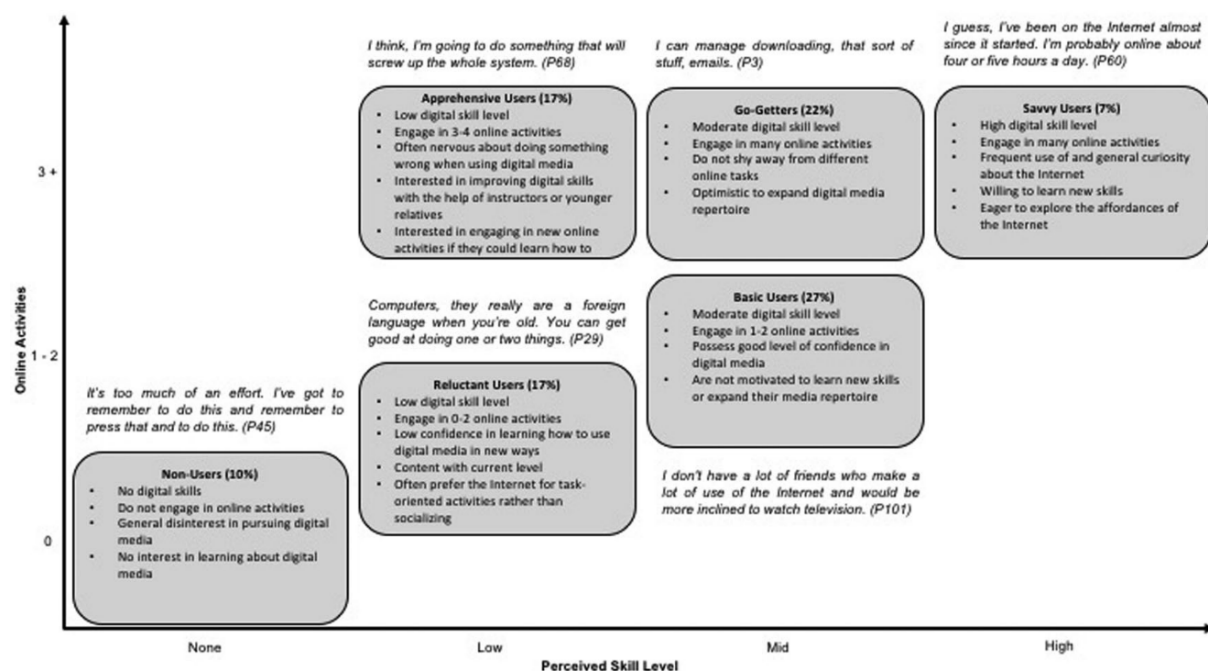 I think, I'm going to do something that will
screw up the whole system. (P68)
I can manage downloading, that sort of
stuff, emails. (P3)
I guess, I've been on the Internet almost
since it started. I'm probably online about
four or five hours a day. (P60)
Apprehensive Users (17%)
• Low digital skill level
• Engage in 3-4 online activities
• Often nervous about doing something
wrong when using digital media
• Interested in improving digital skills
with the help of instructors or younger
relatives
• Interested in engaging in new online
activities if they could learn how to
Go-Getters (22%)
• Moderate digital skill level
• Engage in many online activities
• Do not shy away from different
online tasks
• Optimistic to expand digital media
repertoire
Savvy Users (7%)
• High digital skill level
• Engage in many online activities
• Frequent use of and general curiosity
about the Internet
• Willing to learn new skills
• Eager to explore the affordances of
the Internet
3 +
Computers, they really are a foreign
language when you're old. You can get
good at doing one or two things. (P29)
Basic Users (27%)
• Moderate digital skill level
• Engage in 1-2 online activities
• Possess good level of confidence in
digital media
• Are not motivated to learn new skills
or expand their media repertoire
Online Activities
1 - 2
It's too much of an effort. I've got to
remember to do this and remember to
press that and to do this. (P45)
Reluctant Users (17%)
• Low digital skill level
• Engage in 0-2 online activities
• Low confidence in learning how to use
digital media in new ways
• Content with current level
• Often prefer the Internet for task-
oriented activities rather than
socializing
I don't have a lot of friends who make a
lot of use of the Internet and would be
more inclined to watch television. (P101)
Non-Users (10%)
• No digital skills
• Do not engage in online activities
• General disinterest in pursuing digital
media
• No interest in learning about digital
media
0
None
Low
Mid
High
Perceived Skill Level